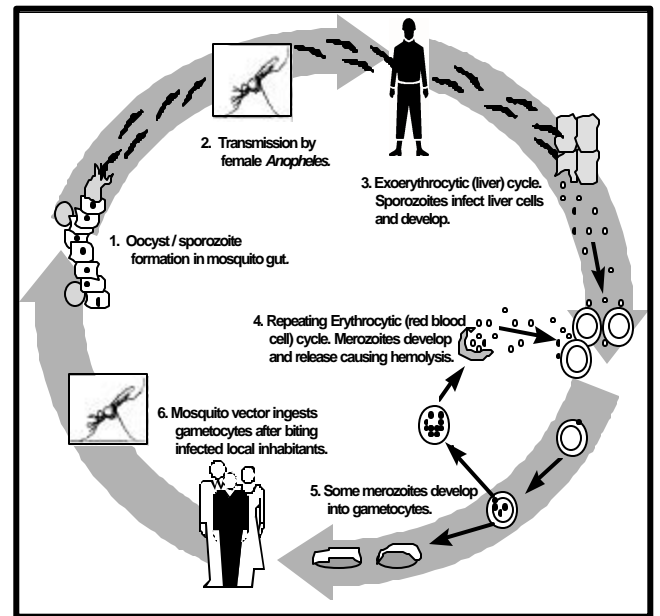 2. Transmission by
female Anopheles.
3. Exoerythrocytic (liver) cycle.
Sporozoites infect liver cells
and develop.
1. Oocyst / sporozoite
formation in mosquito gut.
4. Repeating Erythrocytic (red blood
cell) cycle. Merozoites develop
and release causing hemolysis.
6. Mosquito vector ingests
gametocytes after biting
infected local inhabitants.
5. Some merozoites develop
into gametocytes.